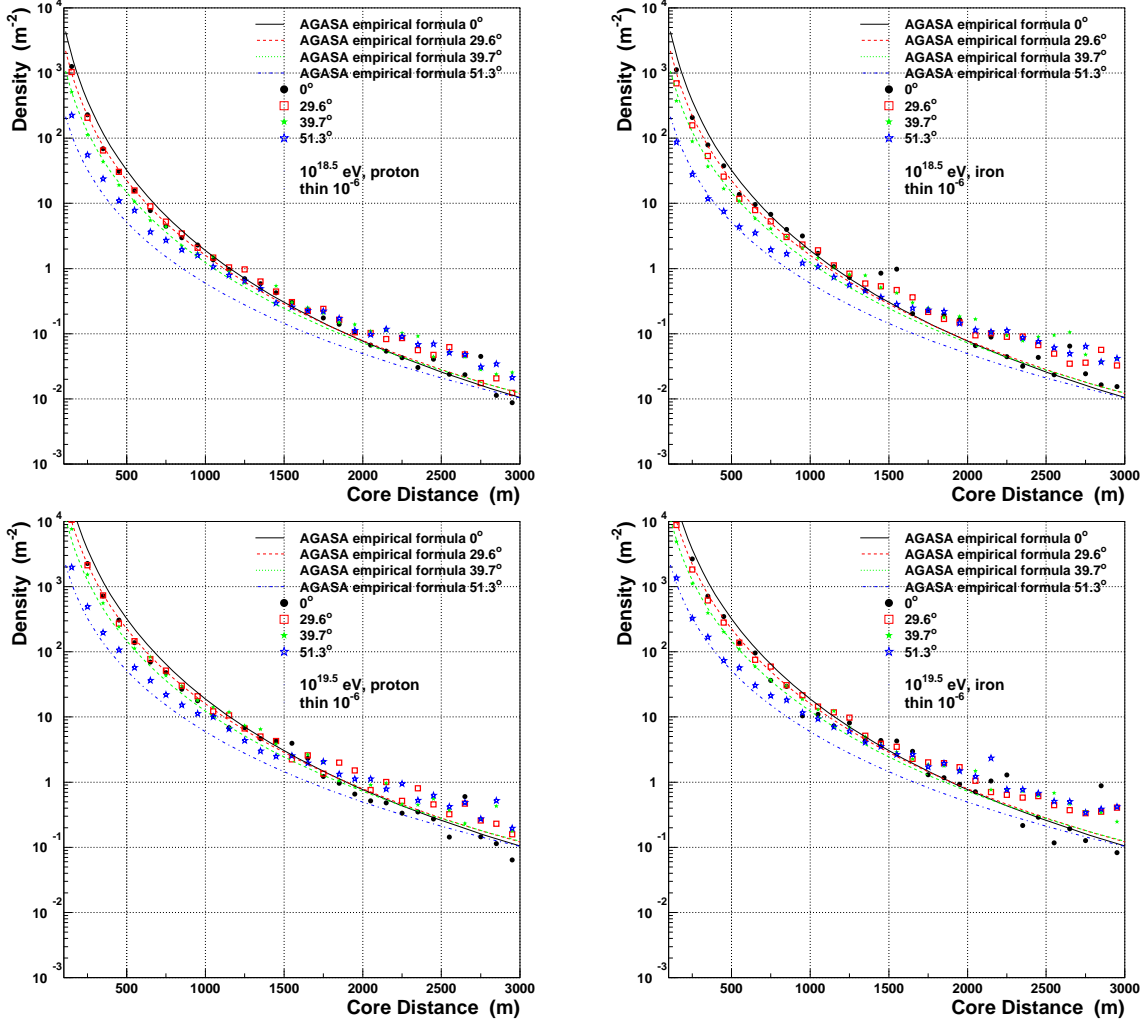 AGASA empirical formula 0°
AGASA empirical formula 29.6°
AGASA empirical formula 39.7°
AGASA empirical formula 51.3°
0°
29.6°
39.7°
51.3°
10^18.5 eV, proton
thin 10^-6
Density (m^-2)
10^4
10^3
10^2
10
1
10^-1
10^-2
10^-3
500 1000 1500 2000 2500 3000
Core Distance (m)
AGASA empirical formula 0°
AGASA empirical formula 29.6°
AGASA empirical formula 39.7°
AGASA empirical formula 51.3°
0°
29.6°
39.7°
51.3°
10^18.5 eV, iron
thin 10^-6
Density (m^-2)
10^4
10^3
10^2
10
1
10^-1
10^-2
10^-3
500 1000 1500 2000 2500 3000
Core Distance (m)
AGASA empirical formula 0°
AGASA empirical formula 29.6°
AGASA empirical formula 39.7°
AGASA empirical formula 51.3°
0°
29.6°
39.7°
51.3°
10^19.5 eV, proton
thin 10^-6
Density (m^-2)
10^4
10^3
10^2
10
1
10^-1
10^-2
10^-3
500 1000 1500 2000 2500 3000
Core Distance (m)
AGASA empirical formula 0°
AGASA empirical formula 29.6°
AGASA empirical formula 39.7°
AGASA empirical formula 51.3°
0°
29.6°
39.7°
51.3°
10^19.5 eV, iron
thin 10^-6
Density (m^-2)
10^4
10^3
10^2
10
1
10^-1
10^-2
10^-3
500 1000 1500 2000 2500 3000
Core Distance (m)